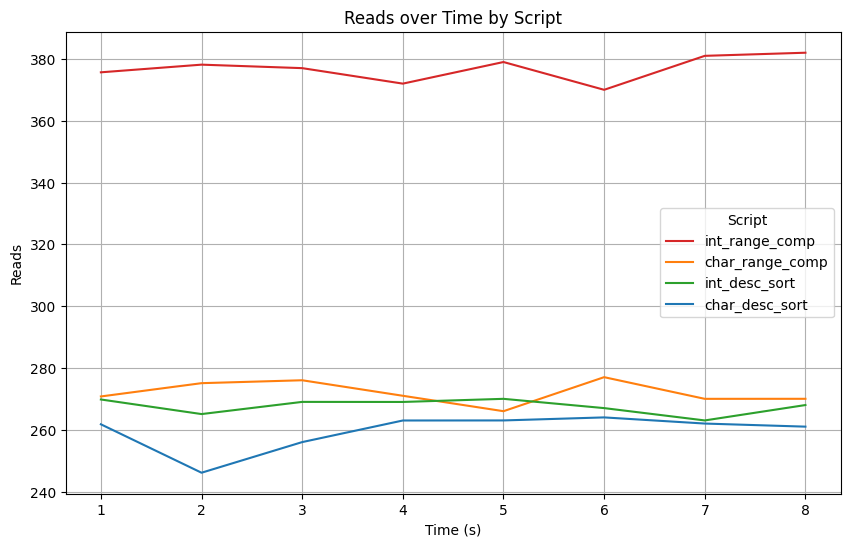 Reads over Time by Script
Reads
380
360
340
320
300
280
260
240
Script
int_range_comp
char_range_comp
int_desc_sort
char_desc_sort
1 2 3 4 5 6 7 8
Time (s)